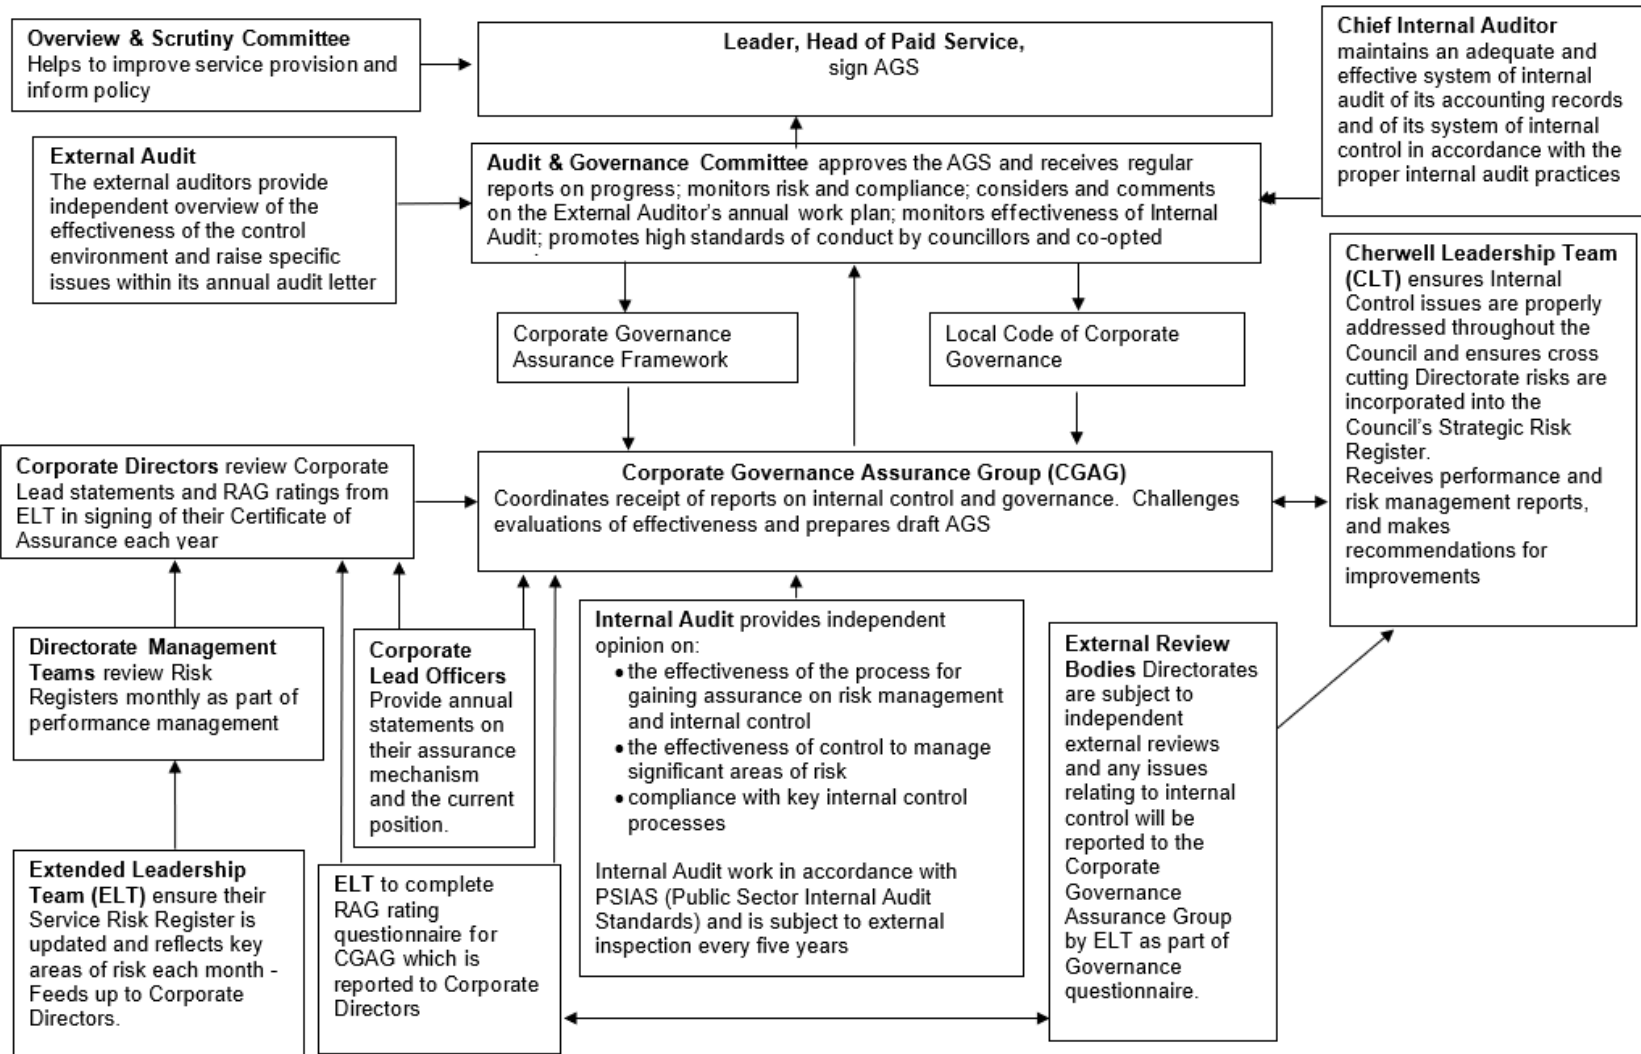 Overview & Scrutiny Committee
Helps to improve service provision and
inform policy
Leader, Head of Paid Service,
sign AGS
Chief Internal Auditor
maintains an adequate and
effective system of internal
audit of its accounting records
and of its system of internal
control in accordance with the
proper internal audit practices
External Audit
The external auditors provide
independent overview of the
effectiveness of the control
environment and raise specific
issues within its annual audit letter
Audit & Governance Committee approves the AGS and receives regular
reports on progress; monitors risk and compliance; considers and comments
on the External Auditor's annual work plan; monitors effectiveness of Internal
Audit; promotes high standards of conduct by councillors and co-opted
Cherwell Leadership Team
(CLT) ensures Internal
Control issues are properly
addressed throughout the
Council and ensures cross
cutting Directorate risks are
incorporated into the
Council's Strategic Risk
Register.
Receives performance and
risk management reports,
and makes
recommendations for
improvements
Corporate Governance
Assurance Framework
Local Code of Corporate
Governance
Corporate Directors review Corporate
Lead statements and RAG ratings from
ELT in signing of their Certificate of
Assurance each year
Corporate Governance Assurance Group (CGAG)
Coordinates receipt of reports on internal control and governance.  Challenges
evaluations of effectiveness and prepares draft AGS
Directorate Management
Teams review Risk
Registers monthly as part of
performance management
Corporate
Lead Officers
Provide annual
statements on
their assurance
mechanism
and the current
position.
Internal Audit provides independent
opinion on:
• the effectiveness of the process for
gaining assurance on risk management
and internal control
• the effectiveness of control to manage
significant areas of risk
• compliance with key internal control
processes
Internal Audit work in accordance with
PSIAS (Public Sector Internal Audit
Standards) and is subject to external
inspection every five years
External Review
Bodies Directorates
are subject to
independent
external reviews
and any issues
relating to internal
control will be
reported to the
Corporate
Governance
Assurance Group
by ELT as part of
Governance
questionnaire.
Extended Leadership
Team (ELT) ensure their
Service Risk Register is
updated and reflects key
areas of risk each month -
Feeds up to Corporate
Directors.
ELT to complete
RAG rating
questionnaire for
CGAG which is
reported to Corporate
Directors